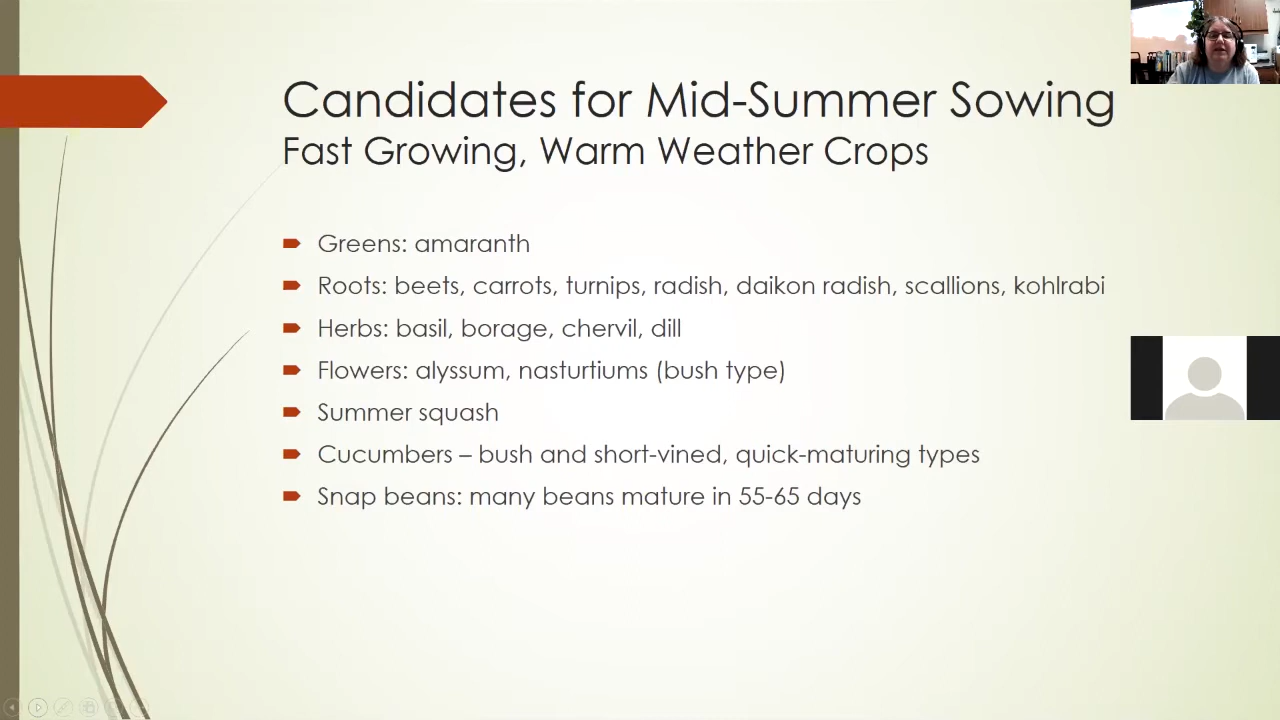 Candidates for Mid-Summer Sowing
Fast Growing, Warm Weather Crops
Greens: amaranth
Roots: beets, carrots, turnips, radish, daikon radish, scallions, kohlrabi
Herbs: basil, borage, chervil, dill
Flowers: alyssum, nasturtiums (bush type)
Summer squash
Cucumbers – bush and short-vined, quick-maturing types
Snap beans: many beans mature in 55-65 days